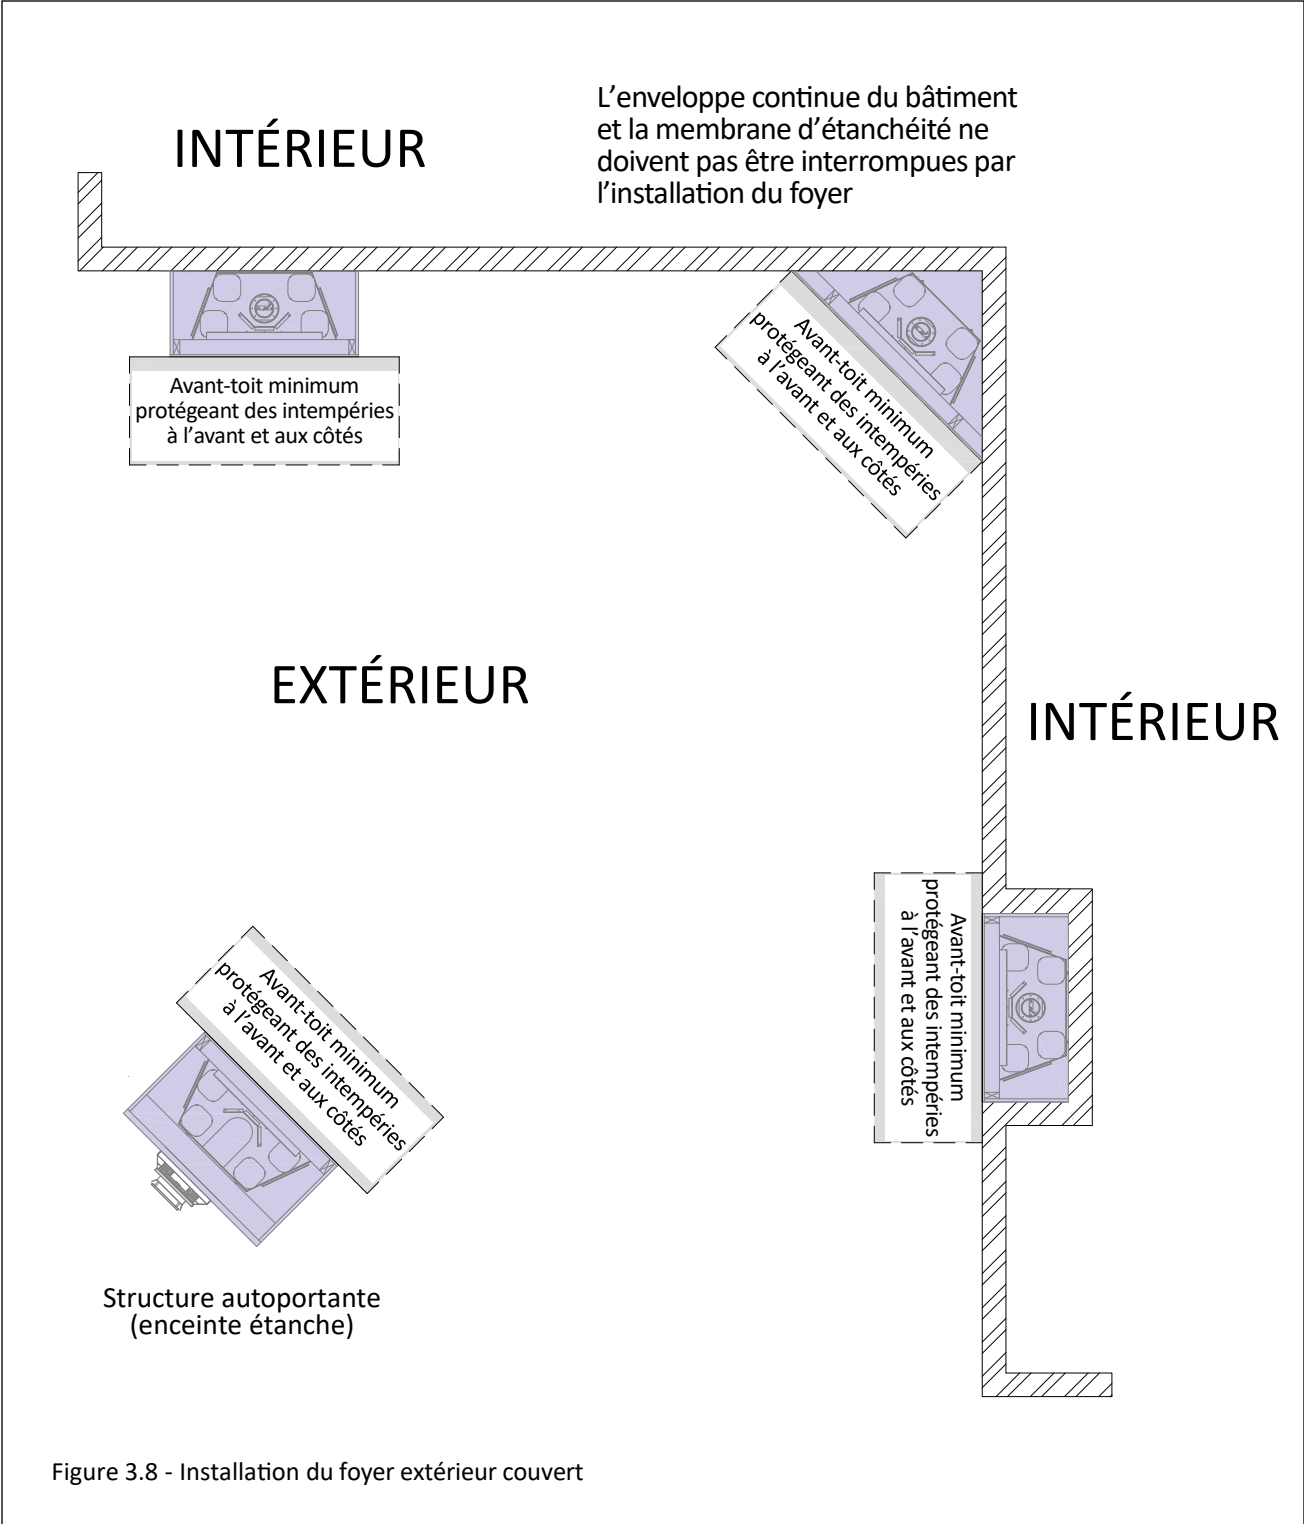 INTÉRIEUR
L'enveloppe continue du bâtiment
et la membrane d'étanchéité ne
doivent pas être interrompues par
l'installation du foyer
Avant-toit minimum
protégeant des intempéries
à l'avant et aux côtés
Avant-toit minimum
protégeant des intempéries
à l'avant et aux côtés
EXTÉRIEUR
INTÉRIEUR
Avant-toit minimum
protégeant des intempéries
à l'avant et aux côtés
Avant-toit minimum
protégeant des intempéries
à l'avant et aux côtés
Structure autoportante
(enceinte étanche)
Figure 3.8 - Installation du foyer extérieur couvert